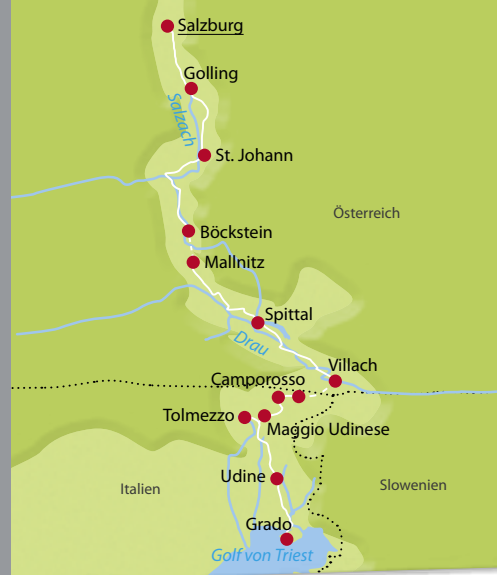 Salzburg
Golling
Salzach
St. Johann
Österreich
Böckstein
Mallnitz
Spittal
Drau
Villach
Camporosso
Tolmezzo
Maggio Udinese
Udine
Italien
Slowenien
Grado
Golf von Triest